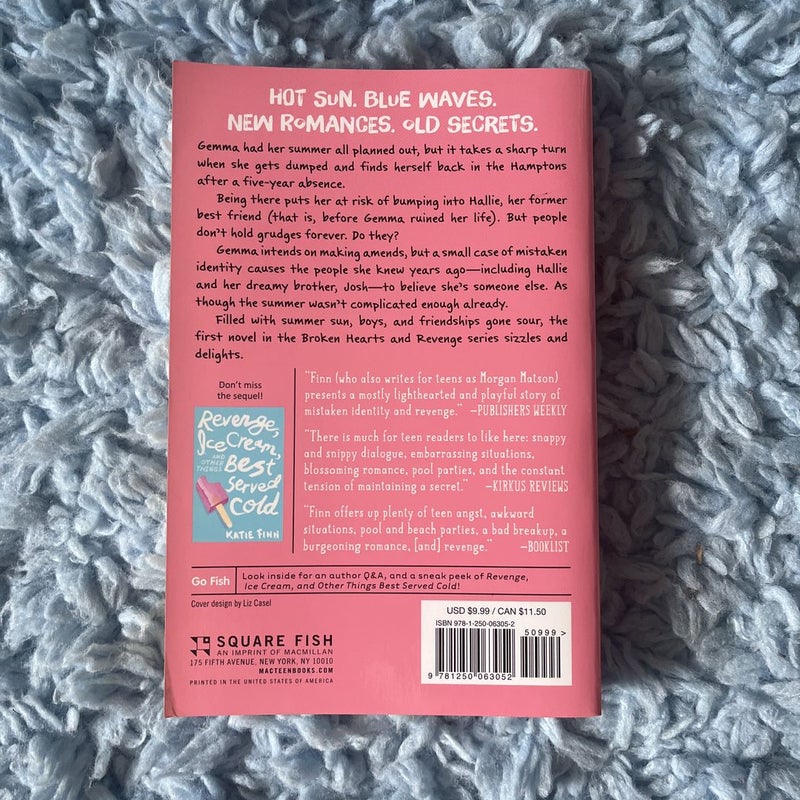 HOT SUN. BLUE WAVES.
NEW ROMANCES. OLD SECRETS.
Gemma had her summer all planned out, but it takes a sharp turn
when she gets dumped and finds herself back in the Hamptons
after a five-year absence.
Being there puts her at risk of bumping into Hallie, her former
best friend (that is, before Gemma ruined her life). But people
don't hold grudges forever. Do they?
Gemma intends on making amends, but a small case of mistaken
identity causes the people she knew years ago—including Hallie
and her dreamy brother, Josh—to believe she's someone else. As
though the summer wasn't complicated enough already.
Filled with summer sun, boys, and friendships gone sour, the
first novel in the Broken Hearts and Revenge series sizzles and
delights.
Don't miss
the sequel!
Revenge,
Ice Cream,
AND
OTHER
THINGS
Best
Served
Cold
KATIE FINN
"Finn (who also writes for teens as Morgan Matson)
presents a mostly lighthearted and playful story of
mistaken identity and revenge." —PUBLISHERS WEEKLY
"There is much for teen readers to like here: snappy
and snippy dialogue, embarrassing situations,
blossoming romance, pool parties, and the constant
tension of maintaining a secret." —KIRKUS REVIEWS
"Finn offers up plenty of teen angst, awkward
situations, pool and beach parties, a bad breakup, a
burgeoning romance, [and] revenge." —BOOKLIST
Go Fish
Look inside for an author Q&A, and a sneak peek of Revenge,
Ice Cream, and Other Things Best Served Cold!
Cover design by Liz Casel
SQUARE FISH
AN IMPRINT OF MACMILLAN
175 FIFTH AVENUE, NEW YORK, NY 10010
MACTEENBOOKS.COM
PRINTED IN THE UNITED STATES OF AMERICA
USD $9.99 / CAN $11.50
ISBN 978-1-250-06305-2
50999>
9 781250 063052